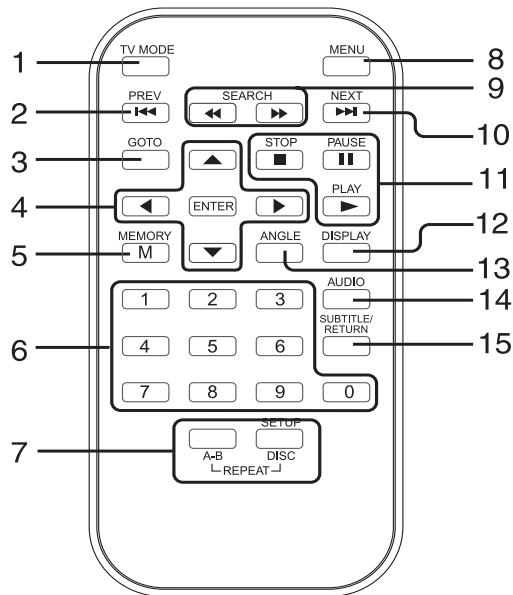 TV MODE
MENU
1
8
9
PREV
SEARCH
NEXT
2
10
GOTO
STOP
PAUSE
3
11
PLAY
4
ENTER
12
MEMORY
ANGLE
DISPLAY
5
M
13
AUDIO
14
1 2 3
SUBTITLE/
RETURN
6
4 5 6
15
7 8 9 0
SETUP
7
A-B
DISC
REPEAT